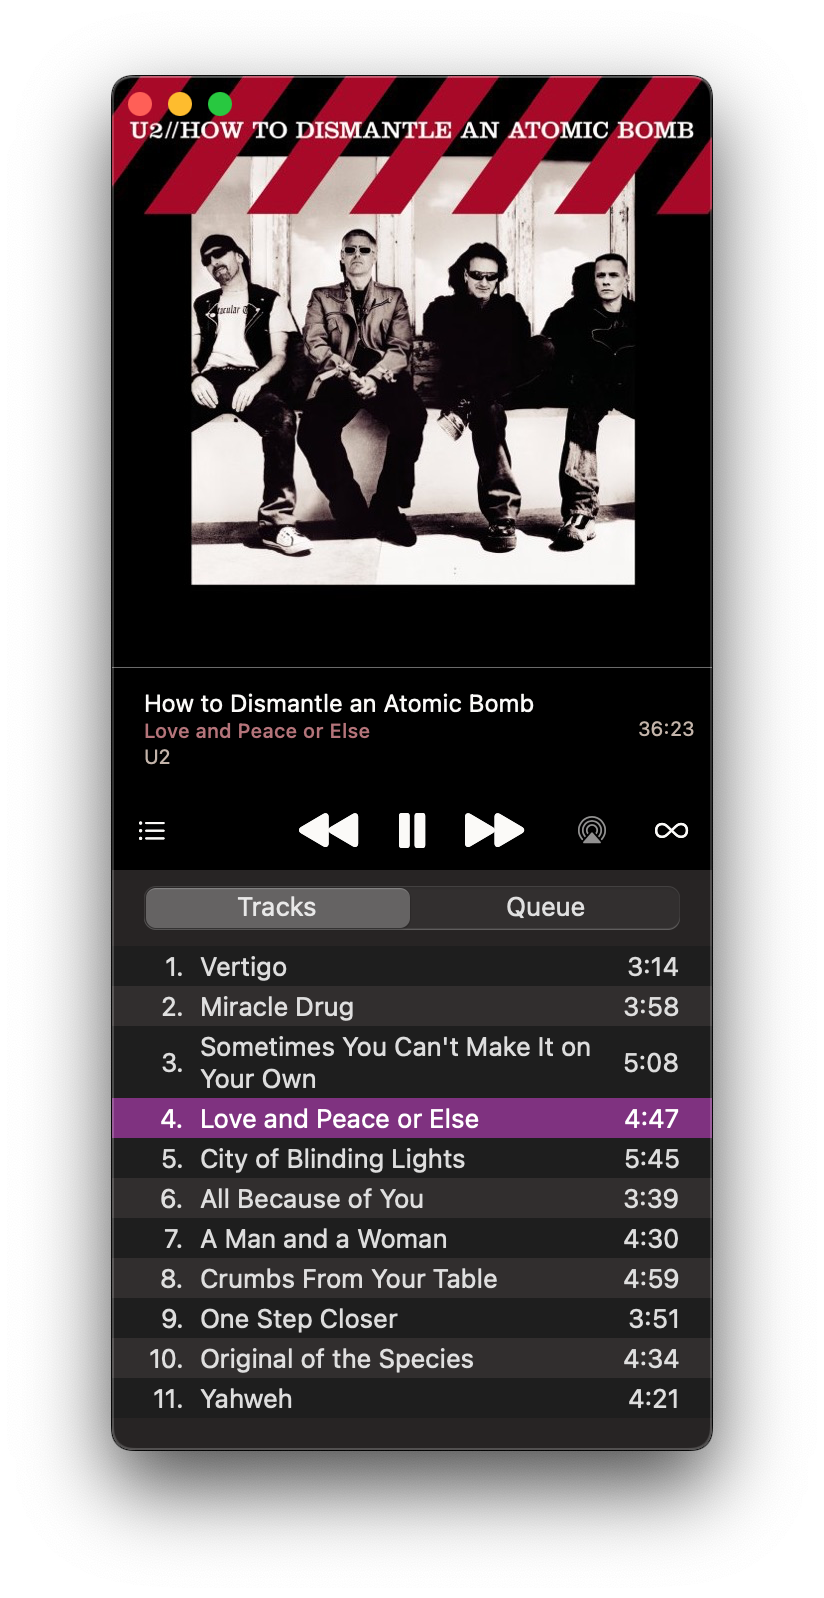 U2//HOW TO DISMANTLE AN ATOMIC BOMB
How to Dismantle an Atomic Bomb
Love and Peace or Else
36:23
U2
Tracks
Queue
1. Vertigo 3:14
2. Miracle Drug 3:58
3. Sometimes You Can't Make It on
Your Own 5:08
4. Love and Peace or Else 4:47
5. City of Blinding Lights 5:45
6. All Because of You 3:39
7. A Man and a Woman 4:30
8. Crumbs From Your Table 4:59
9. One Step Closer 3:51
10. Original of the Species 4:34
11. Yahweh 4:21